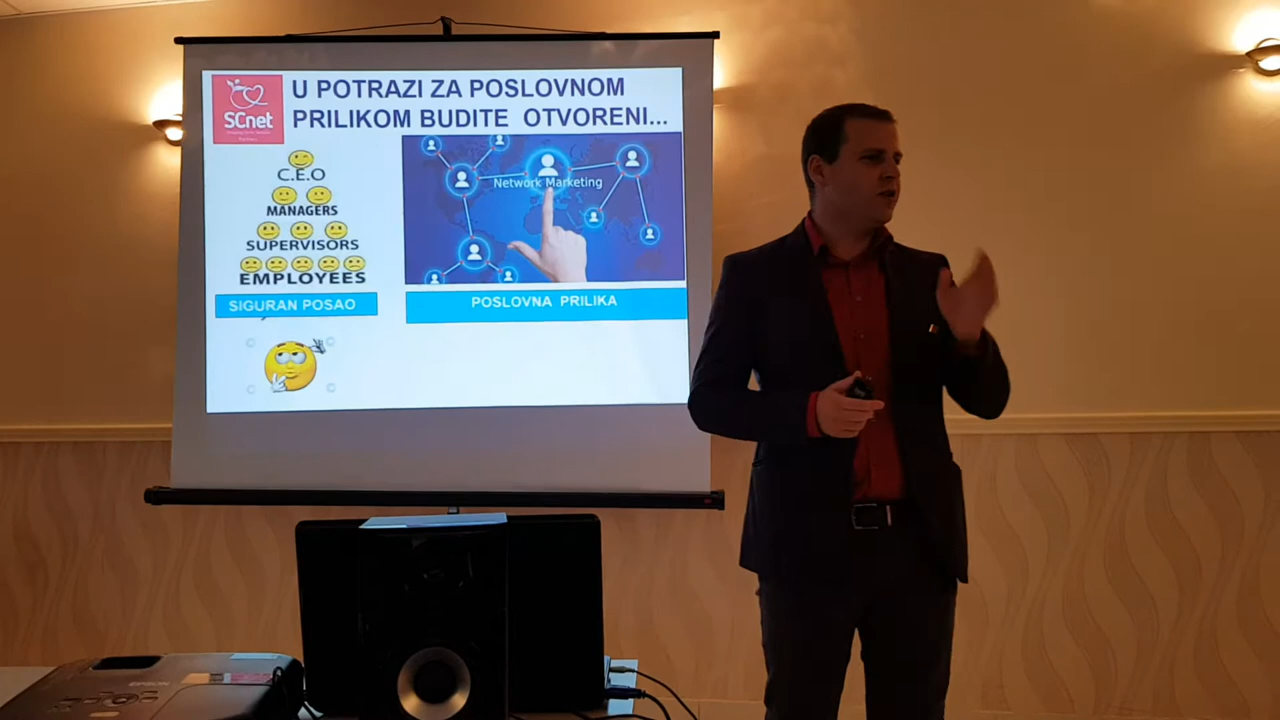 U POTRAZI ZA POSLOVNOM
PRILIKOM BUDITE OTVORENI...
SCnet
C.E.O
MANAGERS
SUPERVISORS
EMPLOYEES
SIGURAN POSAO
Network Marketing
POSLOVNA PRILIKA
EPSON